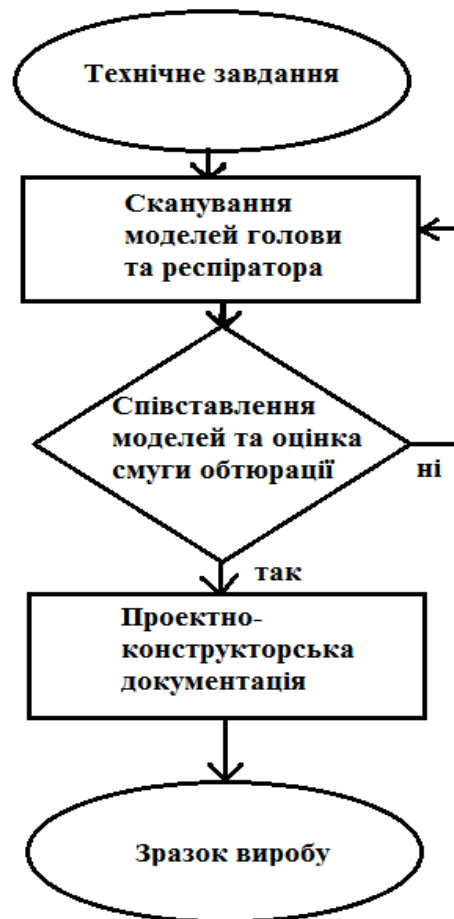 Технічне завдання
Сканування
моделей голови
та респіратора
Співставлення
моделей та оцінка
смуги обтюрації
ні
так
Проектно-
конструкторська
документація
Зразок виробу